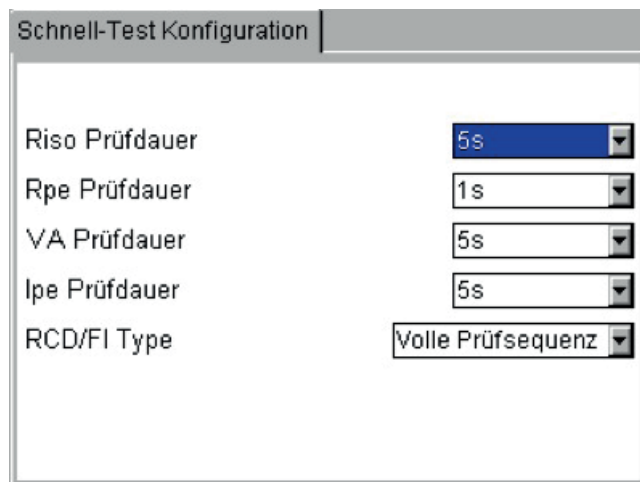 Schnell-Test Konfiguration
Riso Prüfdauer 5s
Rpe Prüfdauer 1s
VA Prüfdauer 5s
Ipe Prüfdauer 5s
RCD/FI Type Volle Prüfsequenz